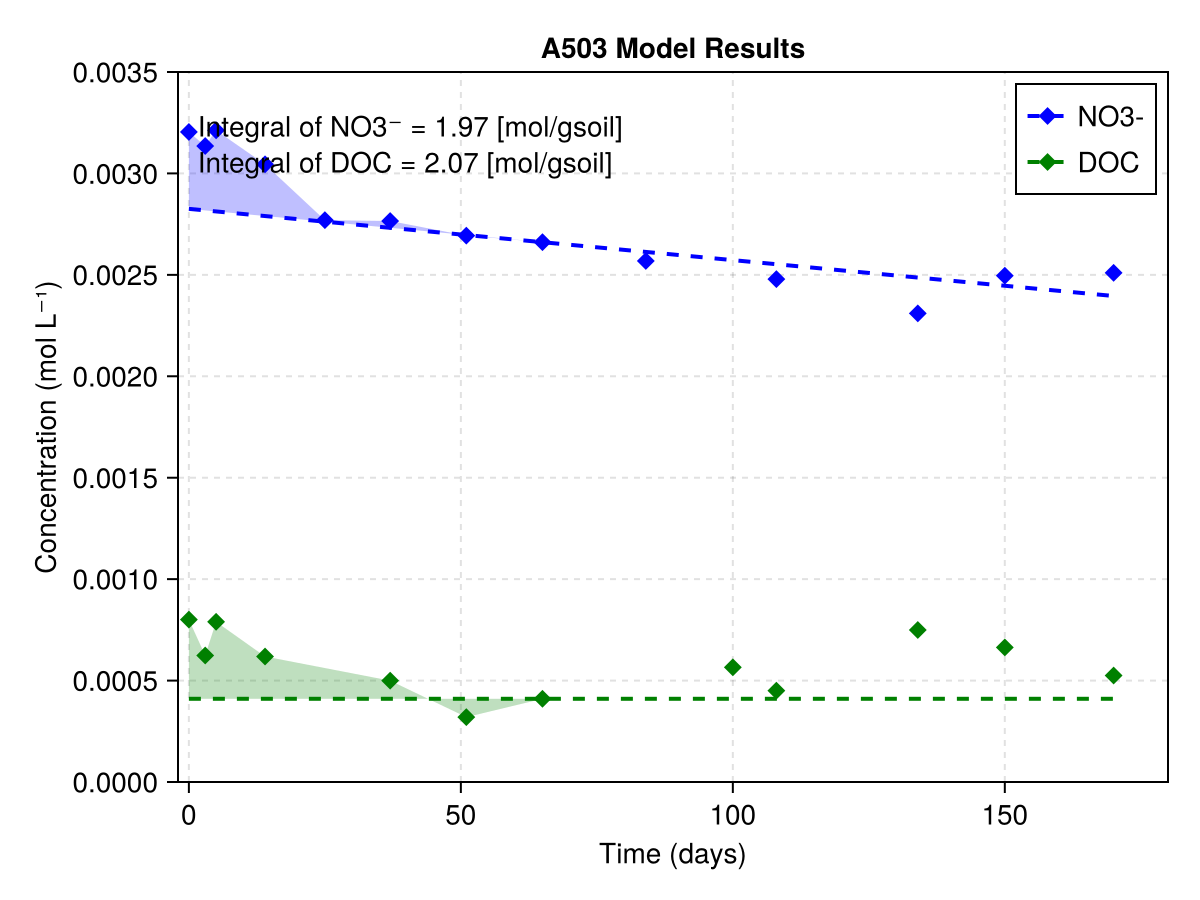 A503 Model Results
0.0035
0.0030
0.0025
0.0020
0.0015
0.0010
0.0005
0.0000
Concentration (mol L⁻¹)
Integral of NO3⁻ = 1.97 [mol/gsoil]
Integral of DOC = 2.07 [mol/gsoil]
NO3-
DOC
0 50 100 150
Time (days)